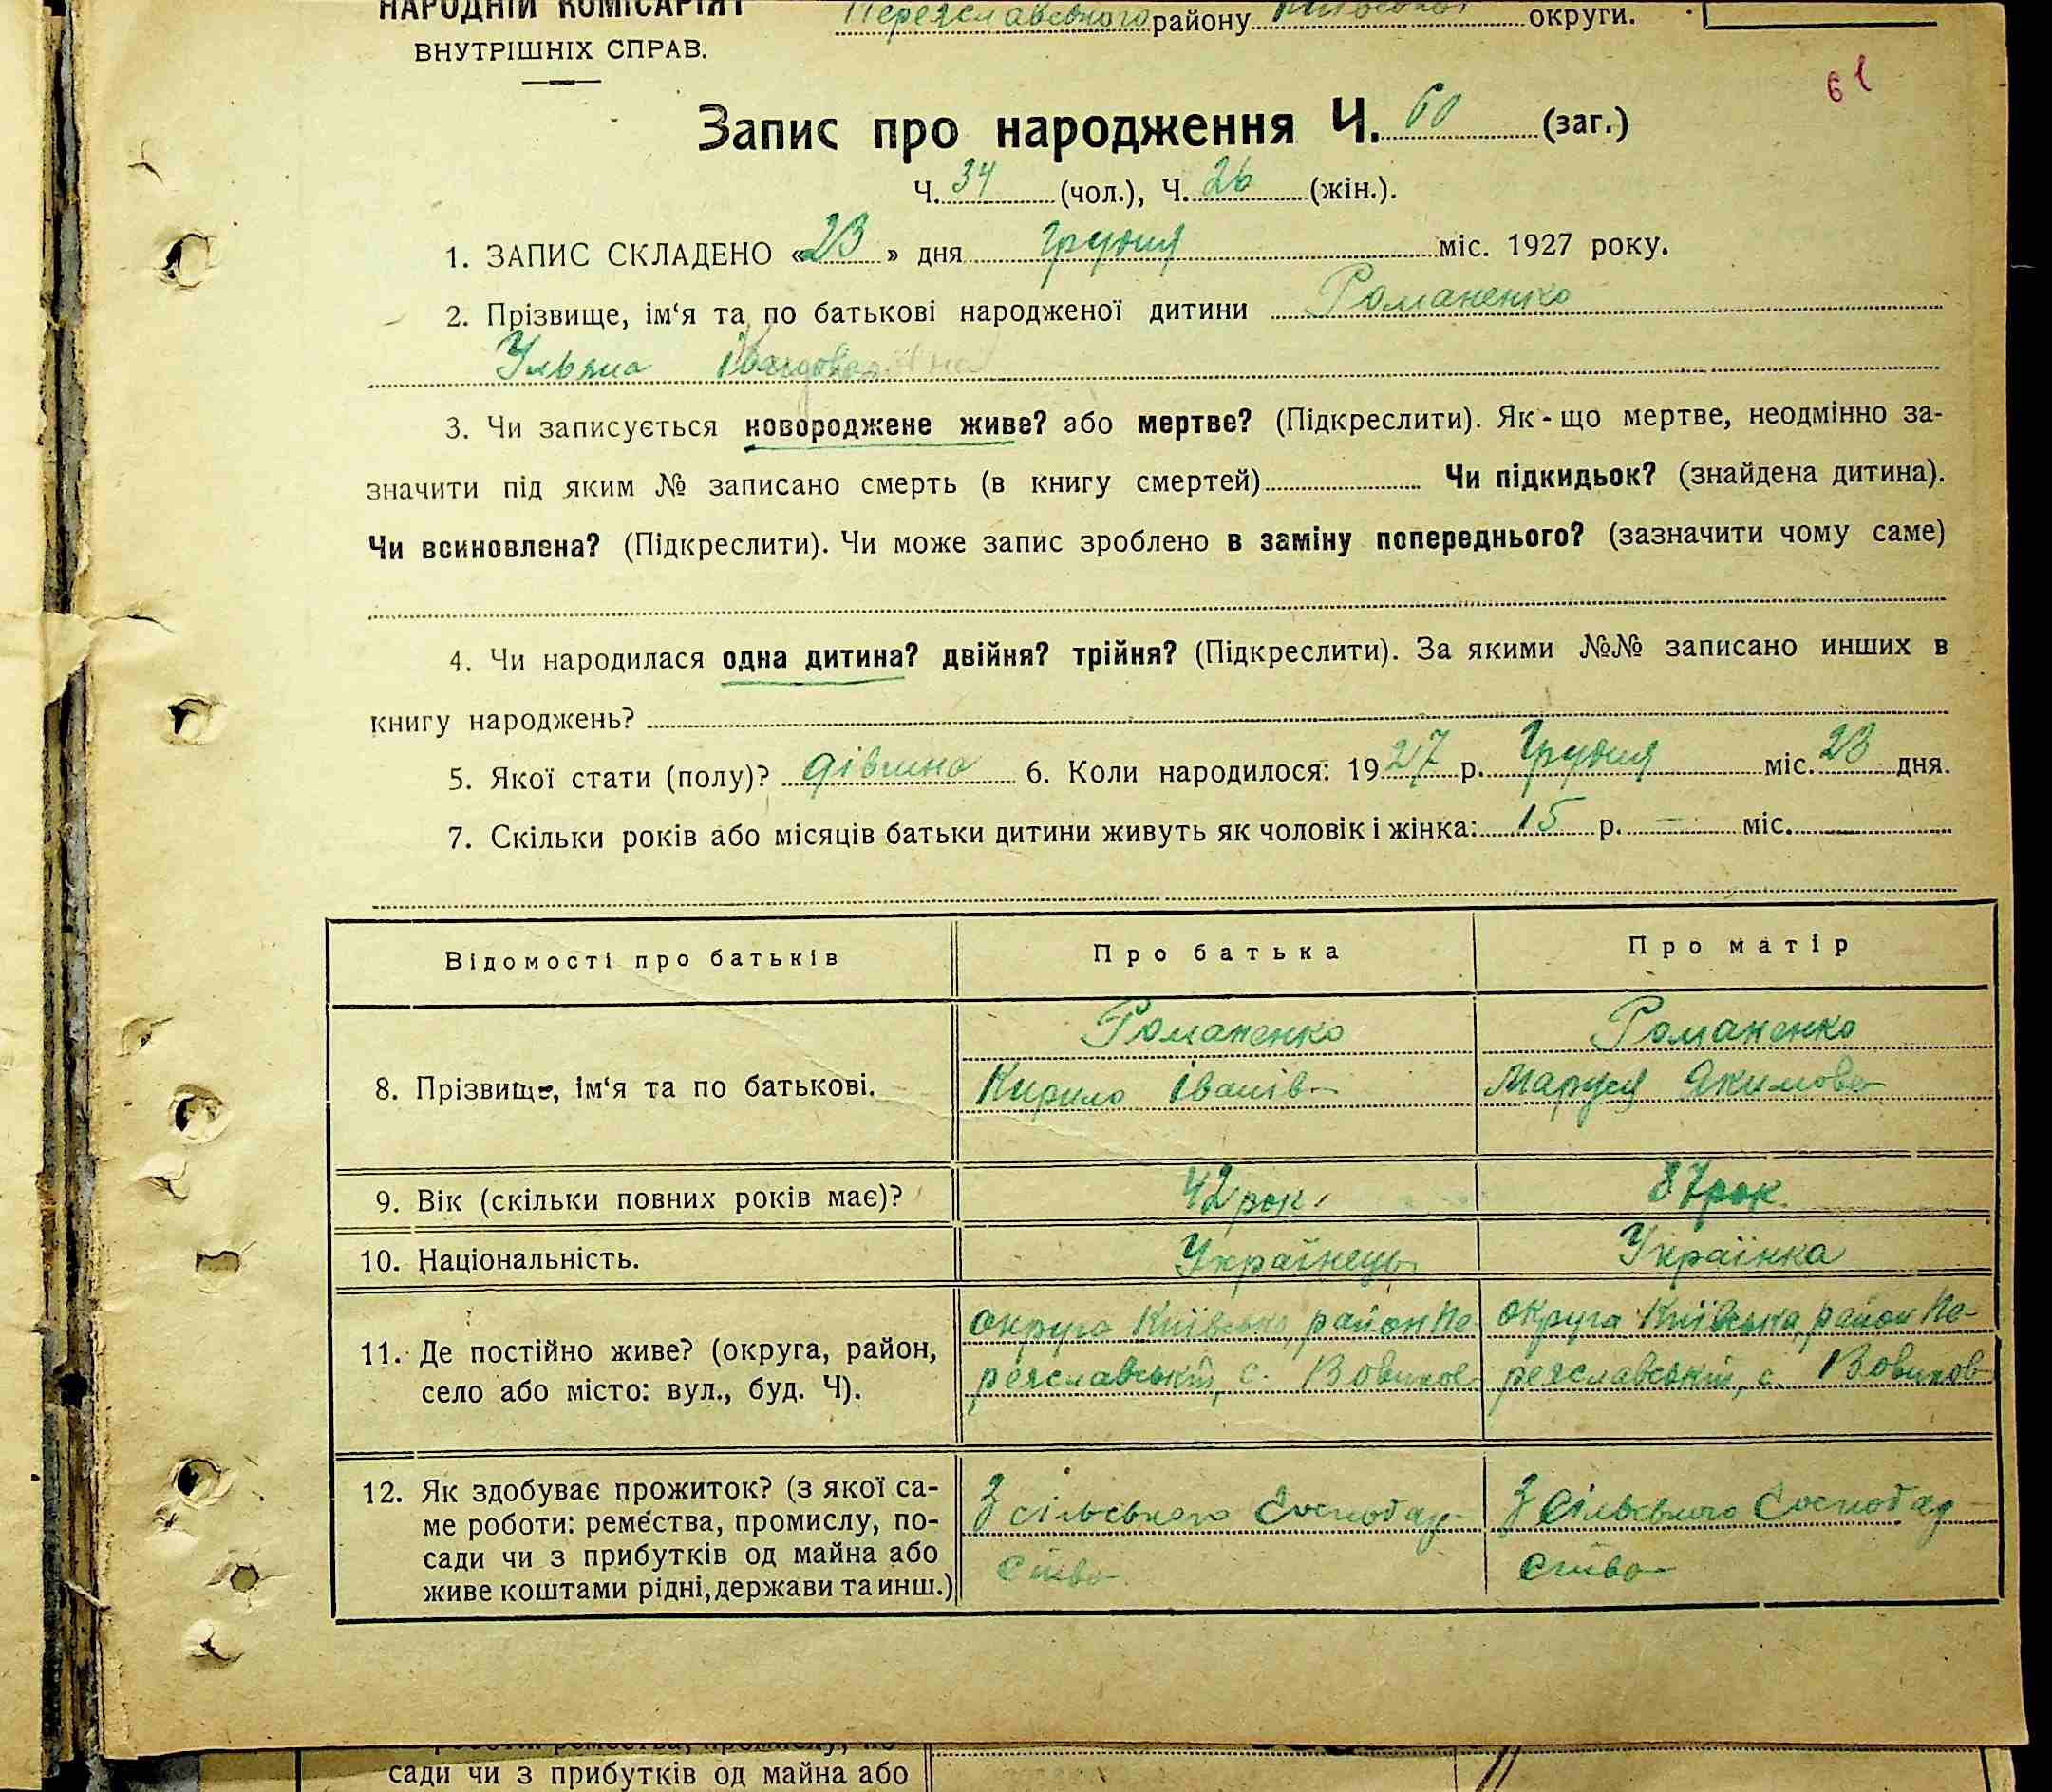 НАРОДНІЙ КОМІСАРІЯТ
ВНУТРІШНІХ СПРАВ.
Переяславського району округи.
61
Запис про народження Ч. 60 (заг.)
Ч. 34 (чол.), Ч. 26 (жін.).
1. ЗАПИС СКЛАДЕНО «23» дня грудня міс. 1927 року.
2. Прізвище, ім‘я та по батькові народженої дитини Романенко
Ульяна
3. Чи записується новороджене живе? або мертве? (Підкреслити). Як-що мертве, неодмінно за-
значити під яким № записано смерть (в книгу смертей) Чи підкидьок? (знайдена дитина).
Чи всиновлена? (Підкреслити). Чи може запис зроблено в заміну попереднього? (зазначити чому саме)
4. Чи народилася одна дитина? двійня? трійня? (Підкреслити). За якими №№ записано инших в
книгу народжень?
5. Якої стати (полу)? дівчина 6. Коли народилося: 1927 р. Грудня міс. 23 дня.
7. Скільки років або місяців батьки дитини живуть як чоловік і жінка: 15 р. — міс.
Відомості про батьків Про батька Про матір
Романенко Романенко
8. Прізвище, ім‘я та по батькові. Кирило Іванів Маруся Якимова
9. Вік (скільки повних років має)? 42 рок. 37 рок.
10. Національність. Українець Українка
округа Київська, район Пе округа Київська, район Пе-
11. Де постійно живе? (округа, район, реяславський, с. реяславський, с.
село або місто: вул., буд. Ч).
12. Як здобуває прожиток? (з якої са- З сільського господар- З сільського господар-
ме роботи: ремества, промислу, по-
сади чи з прибутків од майна або ство ство
живе коштами рідні, держави та инш.)
сади чи з прибутків од майна або